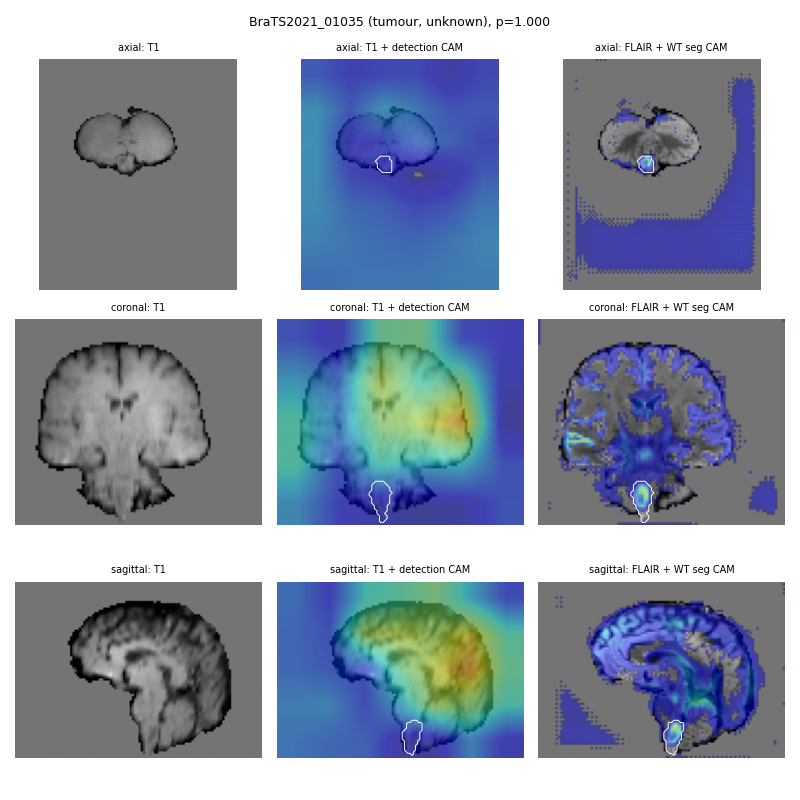 BraTS2021_01035 (tumour, unknown), p=1.000
axial: T1
axial: T1 + detection CAM
axial: FLAIR + WT seg CAM
coronal: T1
coronal: T1 + detection CAM
coronal: FLAIR + WT seg CAM
sagittal: T1
sagittal: T1 + detection CAM
sagittal: FLAIR + WT seg CAM